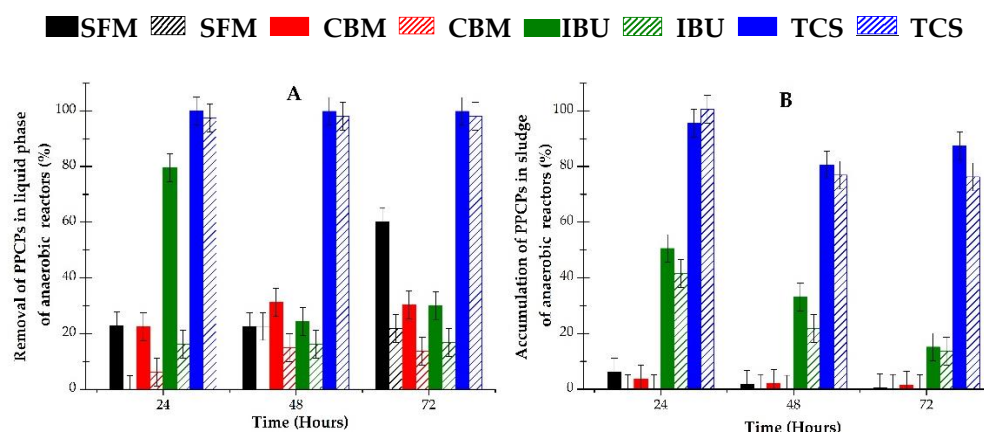 SFM SFM CBM CBM IBU IBU TCS TCS
A
Removal of PPCPs in liquid phase
of anaerobic reactors (%)
100
80
60
40
20
0
24 48 72
Time (Hours)
B
Accumulation of PPCPs in sludge
of anaerobic reactors (%)
100
80
60
40
20
0
24 48 72
Time (Hours)